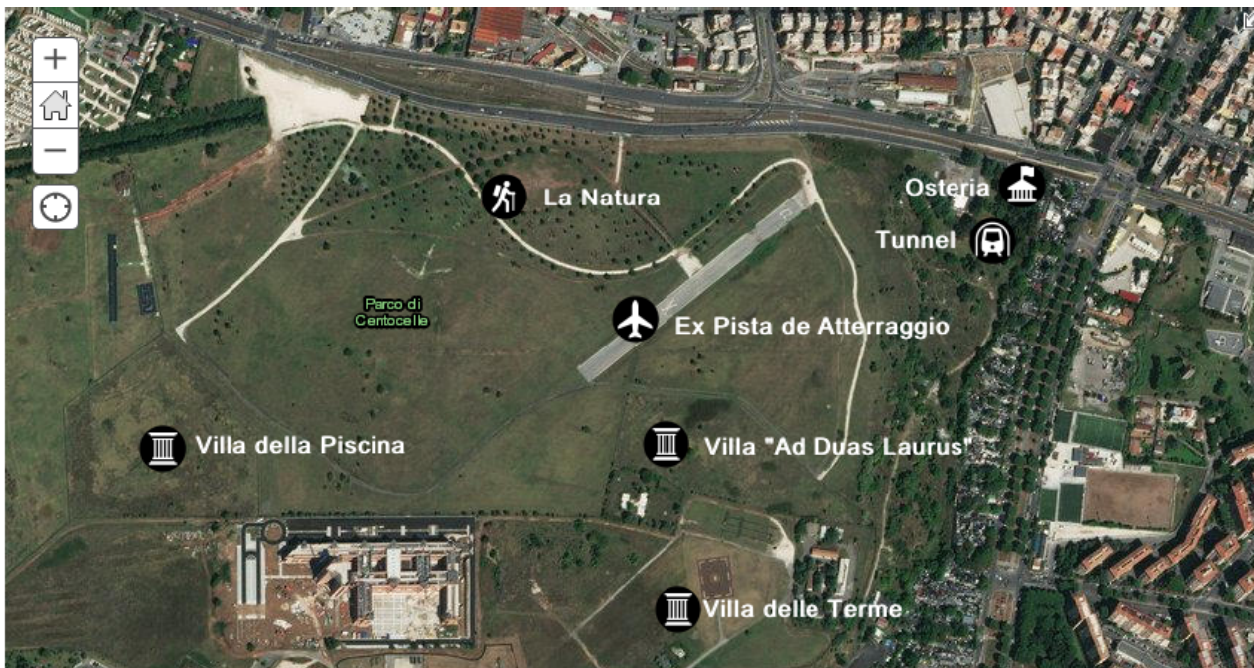 La Natura
Osteria
Tunnel
Parco di
Centocelle
Ex Pista de Atterraggio
Villa della Piscina
Villa "Ad Duas Laurus"
Villa delle Terme